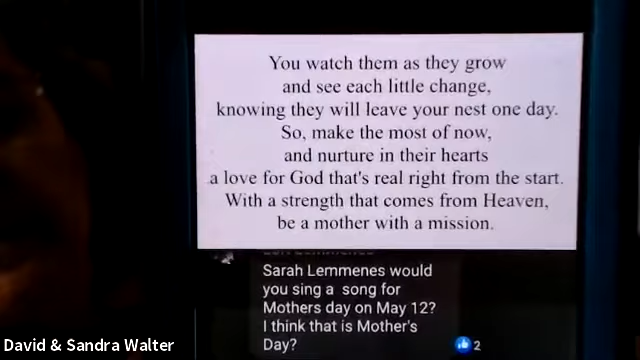 You watch them as they grow
and see each little change,
knowing they will leave your nest one day.
So, make the most of now,
and nurture in their hearts
a love for God that's real right from the start.
With a strength that comes from Heaven,
be a mother with a mission.
Sarah Lemmenes would
you sing a song for
Mothers day on May 12?
I think that is Mother's
Day?
2
David & Sandra Walter